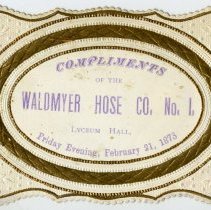 COMPLIMENTS
OF THE
WALDMYER HOSE CO. No. 1,
LYCEUM HALL,
Friday Evening, February 21, 1873